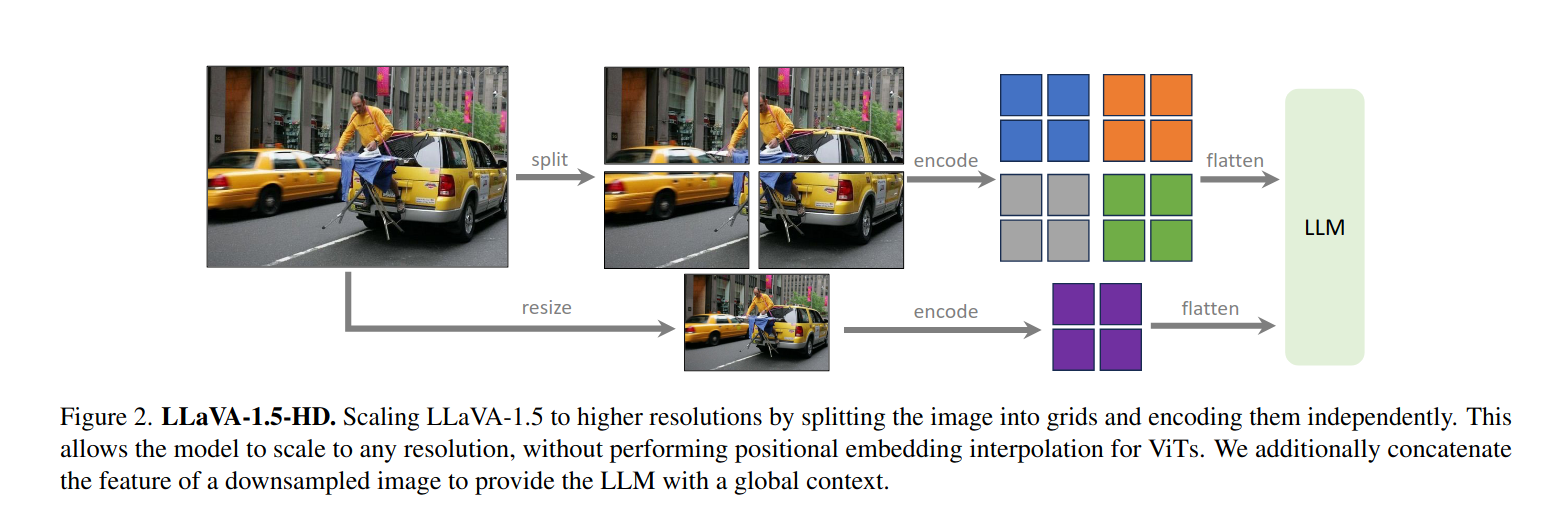 split
encode
flatten
LLM
resize
encode
flatten
Figure 2. LLaVA-1.5-HD. Scaling LLaVA-1.5 to higher resolutions by splitting the image into grids and encoding them independently. This
allows the model to scale to any resolution, without performing positional embedding interpolation for ViTs. We additionally concatenate
the feature of a downsampled image to provide the LLM with a global context.